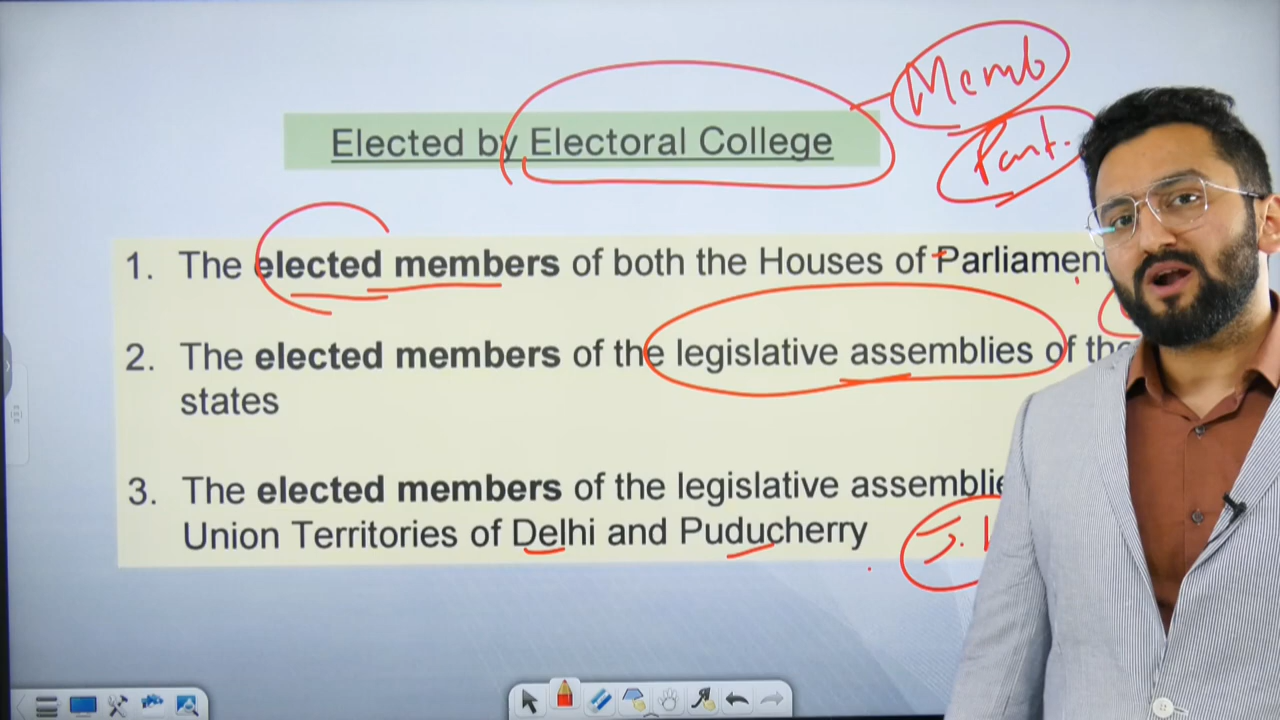 Memb
Elected by Electoral College
Part.
1. The elected members of both the Houses of Parliament
2. The elected members of the legislative assemblies of the
states
3. The elected members of the legislative
Union Territories of Delhi and Puducherry
J.